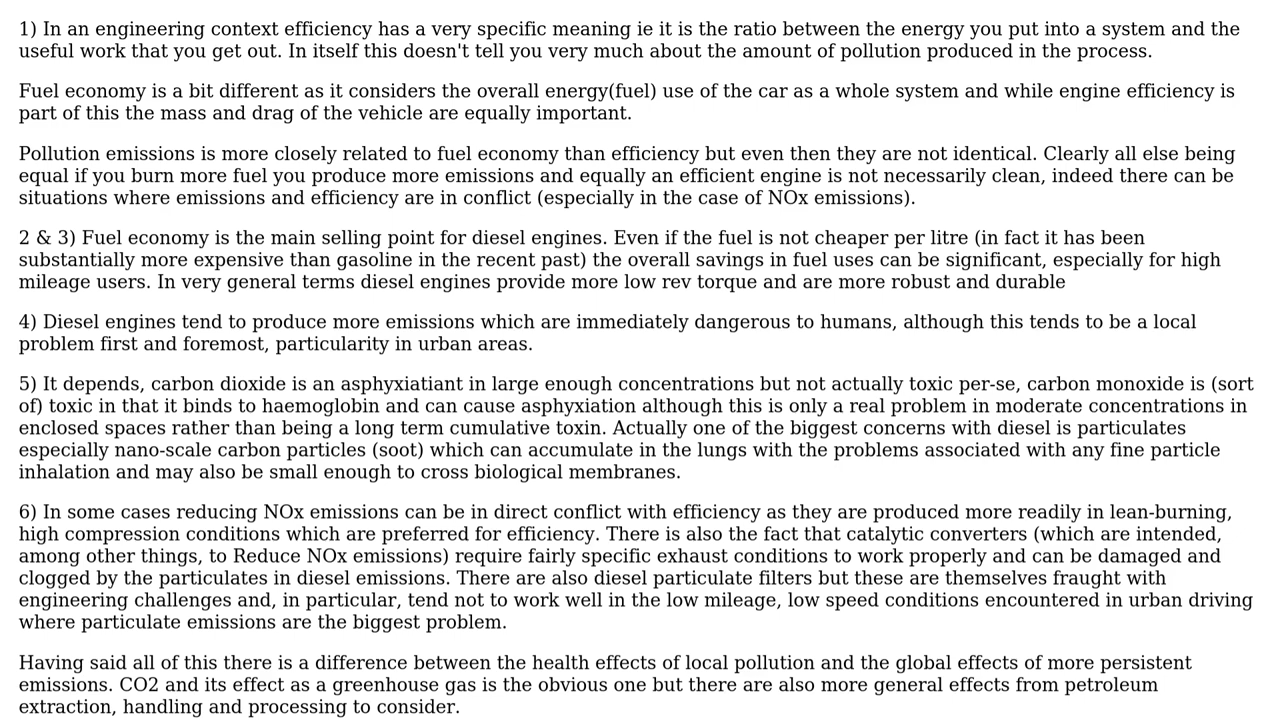 1) In an engineering context efficiency has a very specific meaning ie it is the ratio between the energy you put into a system and the
useful work that you get out. In itself this doesn't tell you very much about the amount of pollution produced in the process.
Fuel economy is a bit different as it considers the overall energy(fuel) use of the car as a whole system and while engine efficiency is
part of this the mass and drag of the vehicle are equally important.
Pollution emissions is more closely related to fuel economy than efficiency but even then they are not identical. Clearly all else being
equal if you burn more fuel you produce more emissions and equally an efficient engine is not necessarily clean, indeed there can be
situations where emissions and efficiency are in conflict (especially in the case of NOx emissions).
2 & 3) Fuel economy is the main selling point for diesel engines. Even if the fuel is not cheaper per litre (in fact it has been
substantially more expensive than gasoline in the recent past) the overall savings in fuel uses can be significant, especially for high
mileage users. In very general terms diesel engines provide more low rev torque and are more robust and durable
4) Diesel engines tend to produce more emissions which are immediately dangerous to humans, although this tends to be a local
problem first and foremost, particularity in urban areas.
5) It depends, carbon dioxide is an asphyxiatiant in large enough concentrations but not actually toxic per-se, carbon monoxide is (sort
of) toxic in that it binds to haemoglobin and can cause asphyxiation although this is only a real problem in moderate concentrations in
enclosed spaces rather than being a long term cumulative toxin. Actually one of the biggest concerns with diesel is particulates
especially nano-scale carbon particles (soot) which can accumulate in the lungs with the problems associated with any fine particle
inhalation and may also be small enough to cross biological membranes.
6) In some cases reducing NOx emissions can be in direct conflict with efficiency as they are produced more readily in lean-burning,
high compression conditions which are preferred for efficiency. There is also the fact that catalytic converters (which are intended,
among other things, to Reduce NOx emissions) require fairly specific exhaust conditions to work properly and can be damaged and
clogged by the particulates in diesel emissions. There are also diesel particulate filters but these are themselves fraught with
engineering challenges and, in particular, tend not to work well in the low mileage, low speed conditions encountered in urban driving
where particulate emissions are the biggest problem.
Having said all of this there is a difference between the health effects of local pollution and the global effects of more persistent
emissions. CO2 and its effect as a greenhouse gas is the obvious one but there are also more general effects from petroleum
extraction, handling and processing to consider.